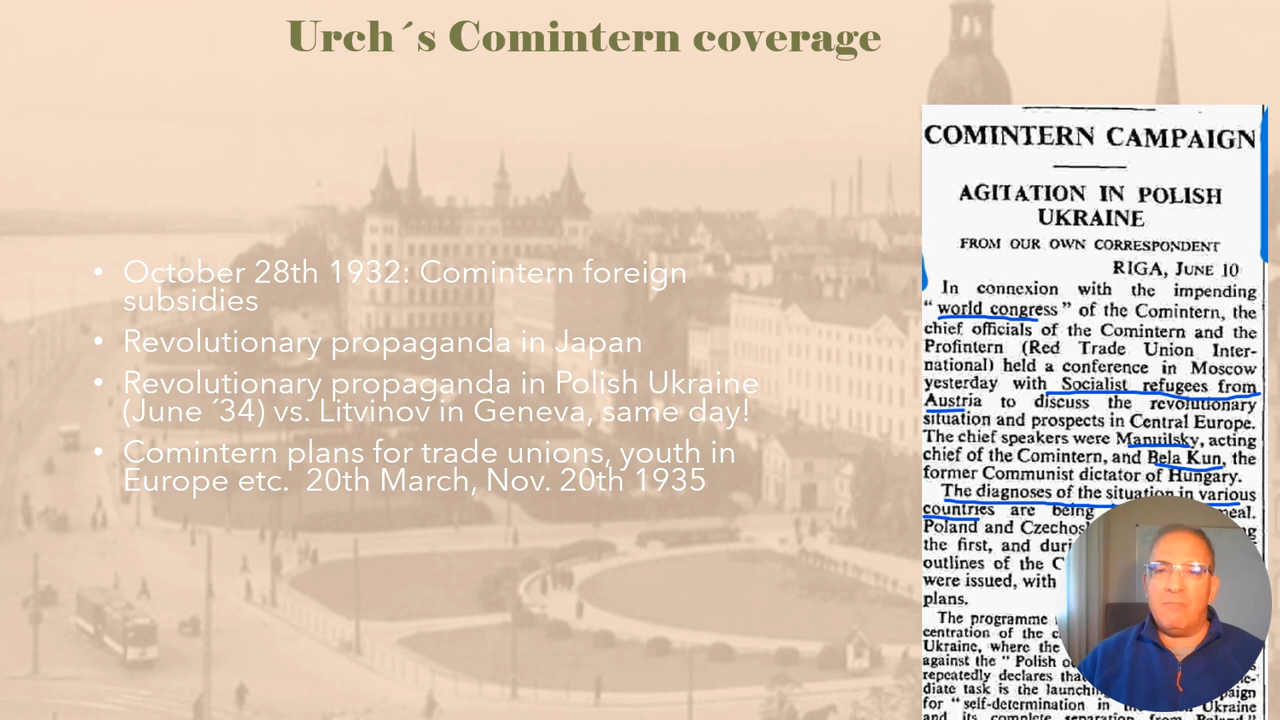 Urch´s Comintern coverage
• October 28th 1932: Comintern foreign
subsidies
• Revolutionary propaganda in Japan
• Revolutionary propaganda in Polish Ukraine
(June ´34) vs. Litvinov in Geneva, same day!
• Comintern plans for trade unions, youth in
Europe etc.  20th March, Nov. 20th 1935
COMINTERN CAMPAIGN
AGITATION IN POLISH
UKRAINE
FROM OUR OWN CORRESPONDENT
RIGA, JUNE 10
In connexion with the impending
“ world congress ” of the Comintern, the
chief officials of the Comintern and the
Profintern (Red Trade Union Inter-
national) held a conference in Moscow
yesterday with Socialist refugees from
Austria to discuss the revolutionary
situation and prospects in Central Europe.
The chief speakers were Manuilsky, acting
chief of the Comintern, and Bela Kun, the
former Communist dictator of Hungary.
The diagnoses of the situation in various
countries are being
Poland and
the first, and
outlines of the
were issued, with
plans.
The programme
centration of the
Ukraine, where the
against the “ Polish
repeatedly declares
diate task is the
for “ self-determination in Ukraine
and its complete separation from Poland ”